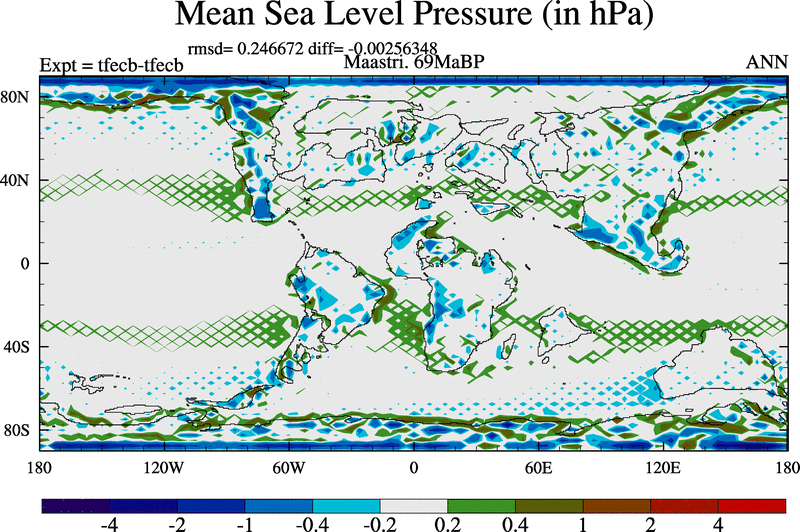 Mean Sea Level Pressure (in hPa)
rmsd= 0.246672 diff= -0.00256348
Expt = tfecb-tfecb Maastri. 69MaBP ANN
80N
40N
0
40S
80S
180 120W 60W 0 60E 120E 180
-4 -2 -1 -0.4 -0.2 0.2 0.4 1 2 4